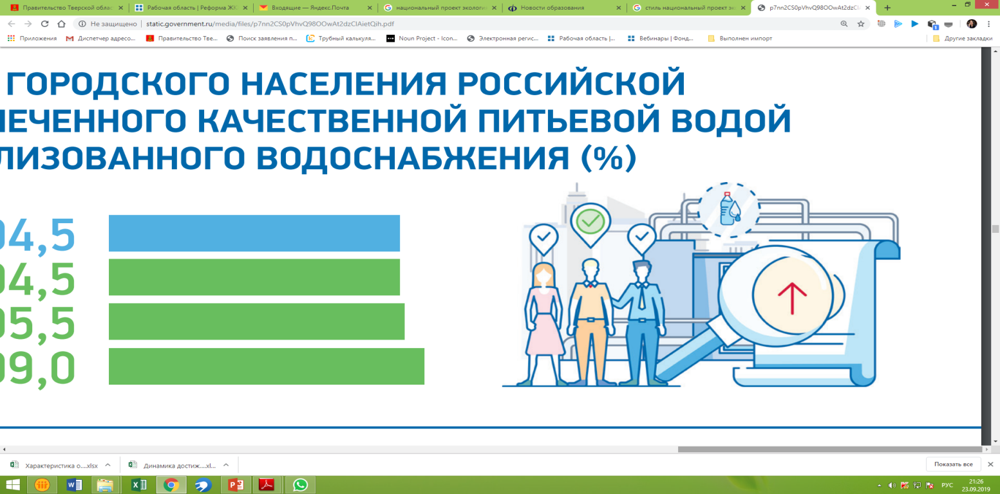 Правительство Тверской облас
Рабочая область | Реформа ЖК
Входящие — Яндекс.Почта
национальный проект экологи
Новости образования
стиль национальный проект эк
p7nn2CS0pVhvQ98OOwAt2dzCl
Не защищено | static.government.ru/media/files/p7nn2CS0pVhvQ98OOwAt2dzClAietQih.pdf
Приложения
Диспетчер адресо...
Правительство Тве...
Поиск заявления п...
Трубный калькуля...
Noun Project - Icon...
Электронная регис...
Рабочая область |...
Вебинары | Фонд...
Выполнен импорт
Другие закладки
ГОРОДСКОГО НАСЕЛЕНИЯ РОССИЙСКОЙ
ЕЧЕННОГО КАЧЕСТВЕННОЙ ПИТЬЕВОЙ ВОДОЙ
ЛИЗОВАННОГО ВОДОСНАБЖЕНИЯ (%)
4,5
4,5
5,5
9,0
Характеристика о....xlsx
Динамика достиж....xl...
Показать все
РУС
21:26
23.09.2019